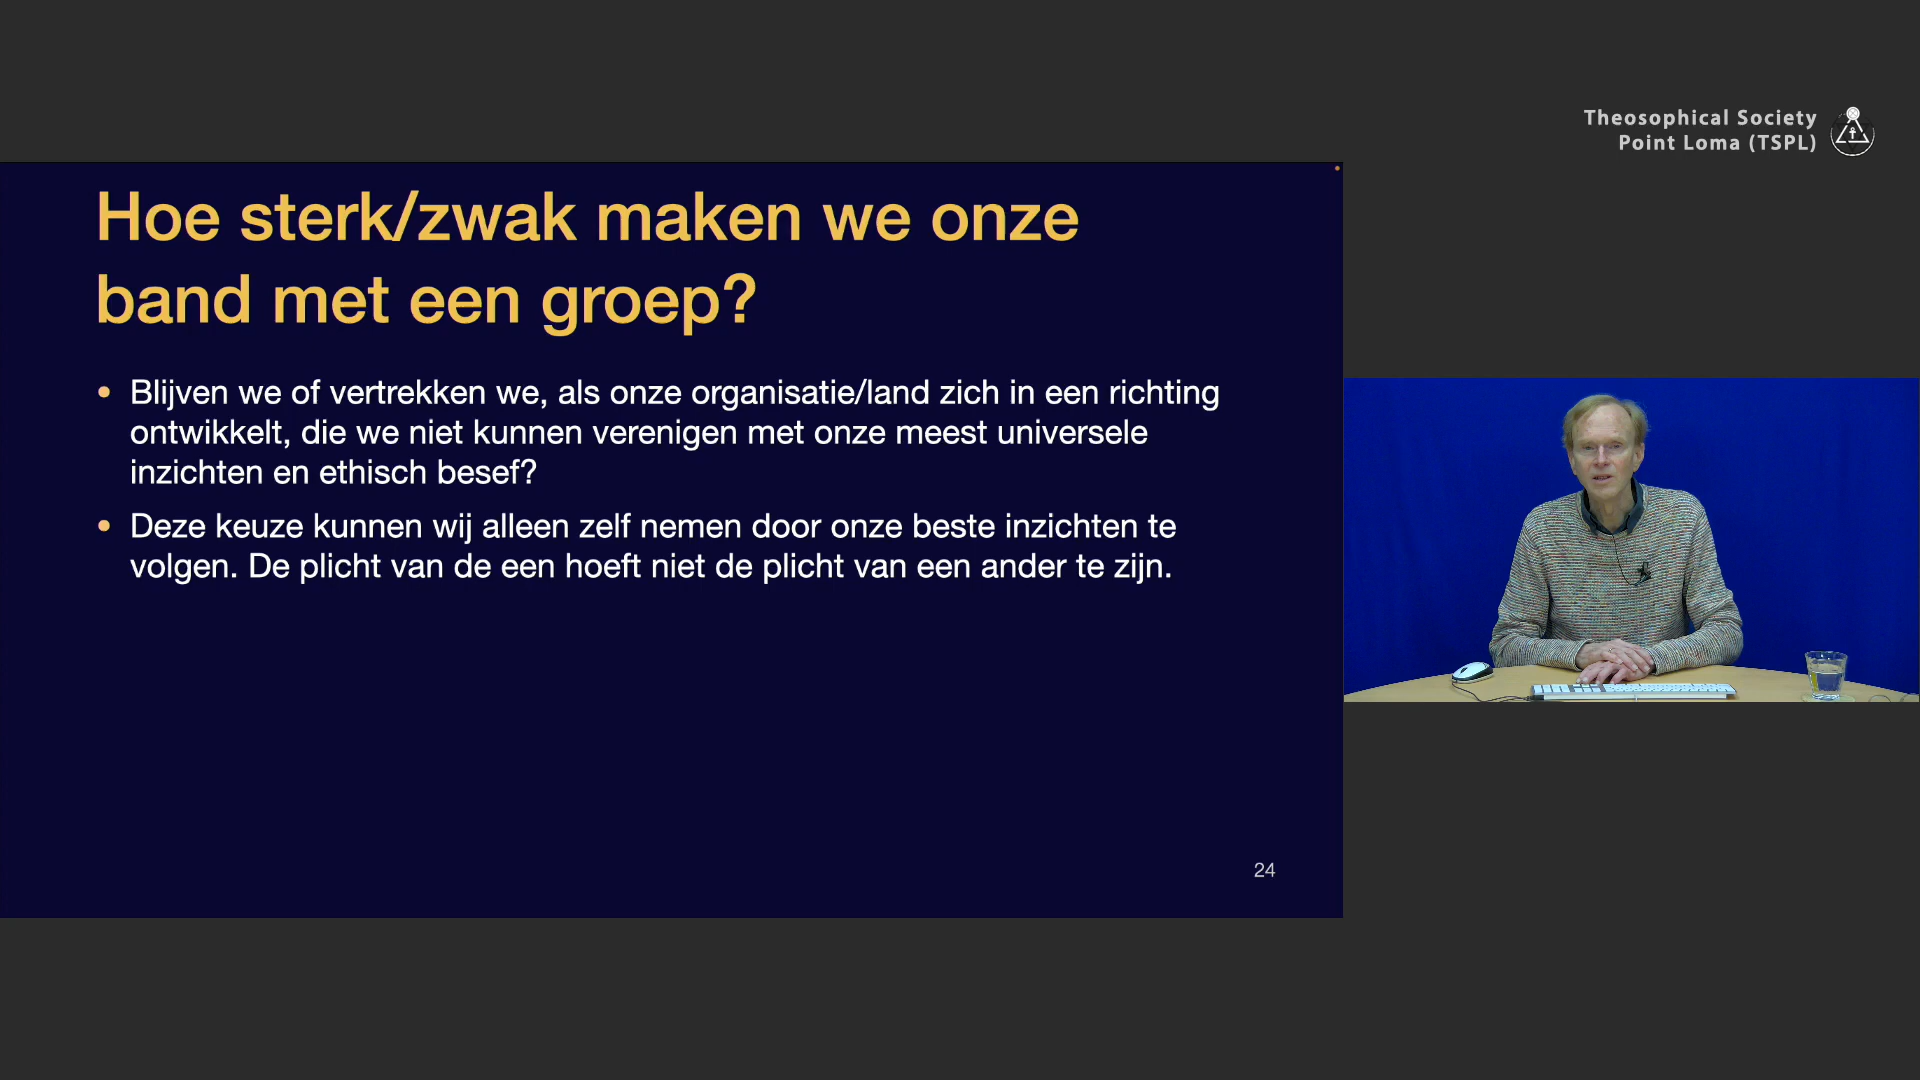 Theosophical Society
Point Loma (TSPL)
Hoe sterk/zwak maken we onze
band met een groep?
• Blijven we of vertrekken we, als onze organisatie/land zich in een richting
ontwikkelt, die we niet kunnen verenigen met onze meest universele
inzichten en ethisch besef?
• Deze keuze kunnen wij alleen zelf nemen door onze beste inzichten te
volgen. De plicht van de een hoeft niet de plicht van een ander te zijn.
24